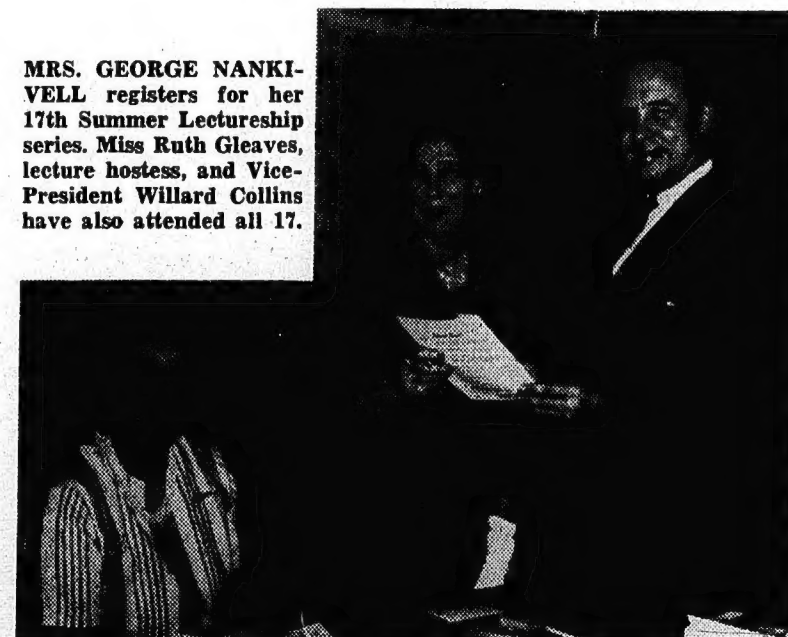 MRS. GEORGE NANKI-
VELL registers for her
17th Summer Lectureship
series. Miss Ruth Gleaves,
lecture hostess, and Vice-
President Willard Collins
have also attended all 17.